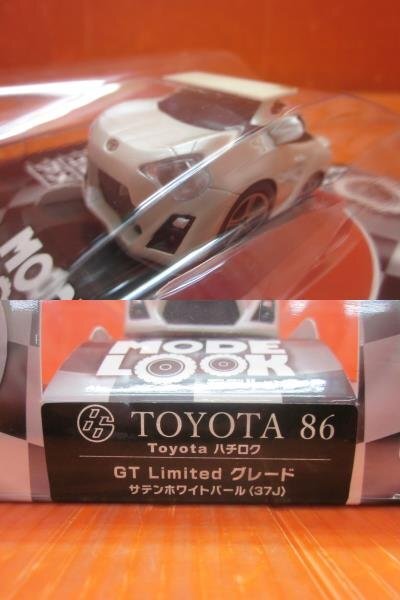 MODE
LOOK
86 TOYOTA 86
Toyota ハチロク
GT Limited グレード
サテンホワイトパール〈37J〉